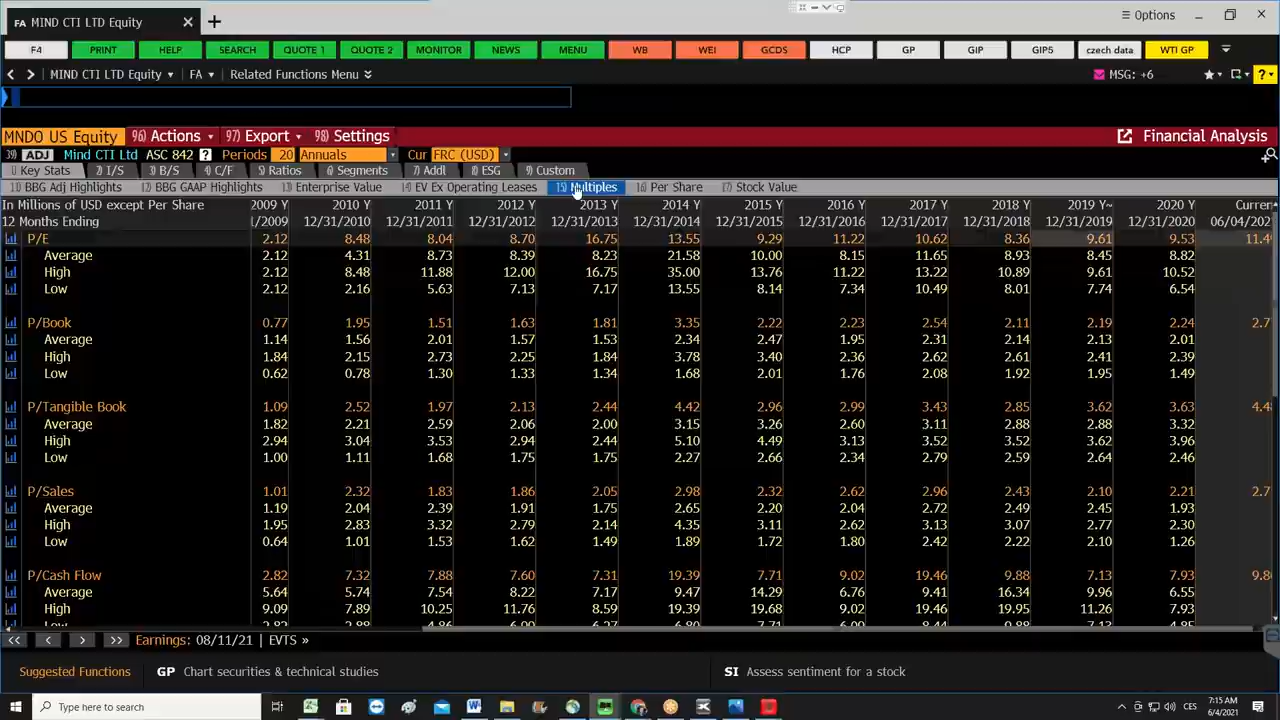 FA MIND CTI LTD Equity × + Options
F4 PRINT HELP SEARCH QUOTE 1 QUOTE 2 MONITOR NEWS MENU WB WEI GCDS HCP GP GIP GIP5 czech data WTI GP
MIND CTI LTD Equity FA Related Functions Menu MSG: +6
MNDO US Equity 96) Actions 97) Export 98) Settings Financial Analysis
39) ADJ Mind CTI Ltd ASC 842 ? Periods 20 Annuals Cur FRC (USD)
1) Key Stats 2) I/S 3) B/S 4) C/F 5) Ratios 6) Segments 7) Addl 8) ESG 9) Custom
11) BBG Adj Highlights 12) BBG GAAP Highlights 13) Enterprise Value 14) EV Ex Operating Leases 15) Multiples 16) Per Share 17) Stock Value
In Millions of USD except Per Share 2009 Y 2010 Y 2011 Y 2012 Y 2013 Y 2014 Y 2015 Y 2016 Y 2017 Y 2018 Y 2019 Y~ 2020 Y Curren
12 Months Ending l/2009 12/31/2010 12/31/2011 12/31/2012 12/31/2013 12/31/2014 12/31/2015 12/31/2016 12/31/2017 12/31/2018 12/31/2019 12/31/2020 06/04/202
P/E 2.12 8.48 8.04 8.70 16.75 13.55 9.29 11.22 10.62 8.36 9.61 9.53 11.4
Average 2.12 4.31 8.73 8.39 8.23 21.58 10.00 8.15 11.65 8.93 8.45 8.82
High 2.12 8.48 11.88 12.00 16.75 35.00 13.76 11.22 13.22 10.89 9.61 10.52
Low 2.12 2.16 5.63 7.13 7.17 13.55 8.14 7.34 10.49 8.01 7.74 6.54
P/Book 0.77 1.95 1.51 1.63 1.81 3.35 2.22 2.23 2.54 2.11 2.19 2.24 2.7
Average 1.14 1.56 2.01 1.57 1.53 2.34 2.47 1.95 2.31 2.14 2.13 2.01
High 1.84 2.15 2.73 2.25 1.84 3.78 3.40 2.36 2.62 2.61 2.41 2.39
Low 0.62 0.78 1.30 1.33 1.34 1.68 2.01 1.76 2.08 1.92 1.95 1.49
P/Tangible Book 1.09 2.52 1.97 2.13 2.44 4.42 2.96 2.99 3.43 2.85 3.62 3.63 4.4
Average 1.82 2.21 2.59 2.06 2.00 3.15 3.26 2.60 3.11 2.88 2.88 3.32
High 2.94 3.04 3.53 2.94 2.44 5.10 4.49 3.13 3.52 3.52 3.62 3.96
Low 1.00 1.11 1.68 1.75 1.75 2.27 2.66 2.34 2.79 2.59 2.64 2.46
P/Sales 1.01 2.32 1.83 1.86 2.05 2.98 2.32 2.62 2.96 2.43 2.10 2.21 2.7
Average 1.19 2.04 2.39 1.91 1.75 2.65 2.20 2.04 2.72 2.49 2.45 1.93
High 1.95 2.83 3.32 2.79 2.14 4.35 3.11 2.62 3.13 3.07 2.77 2.30
Low 0.64 1.01 1.53 1.62 1.49 1.89 1.72 1.80 2.42 2.22 2.10 1.26
P/Cash Flow 2.82 7.32 7.88 7.60 7.31 19.39 7.71 9.02 19.46 9.88 7.13 7.93 9.8
Average 5.64 5.74 7.54 8.22 7.17 9.47 14.29 6.76 9.41 16.34 9.96 6.55
High 9.09 7.89 10.25 11.76 8.59 19.39 19.68 9.02 19.46 19.95 11.26 7.93
<< < > >> Earnings: 08/11/21 | EVTS »
Suggested Functions GP Chart securities & technical studies SI Assess sentiment for a stock
Type here to search CES 7:15 AM
6/4/2021